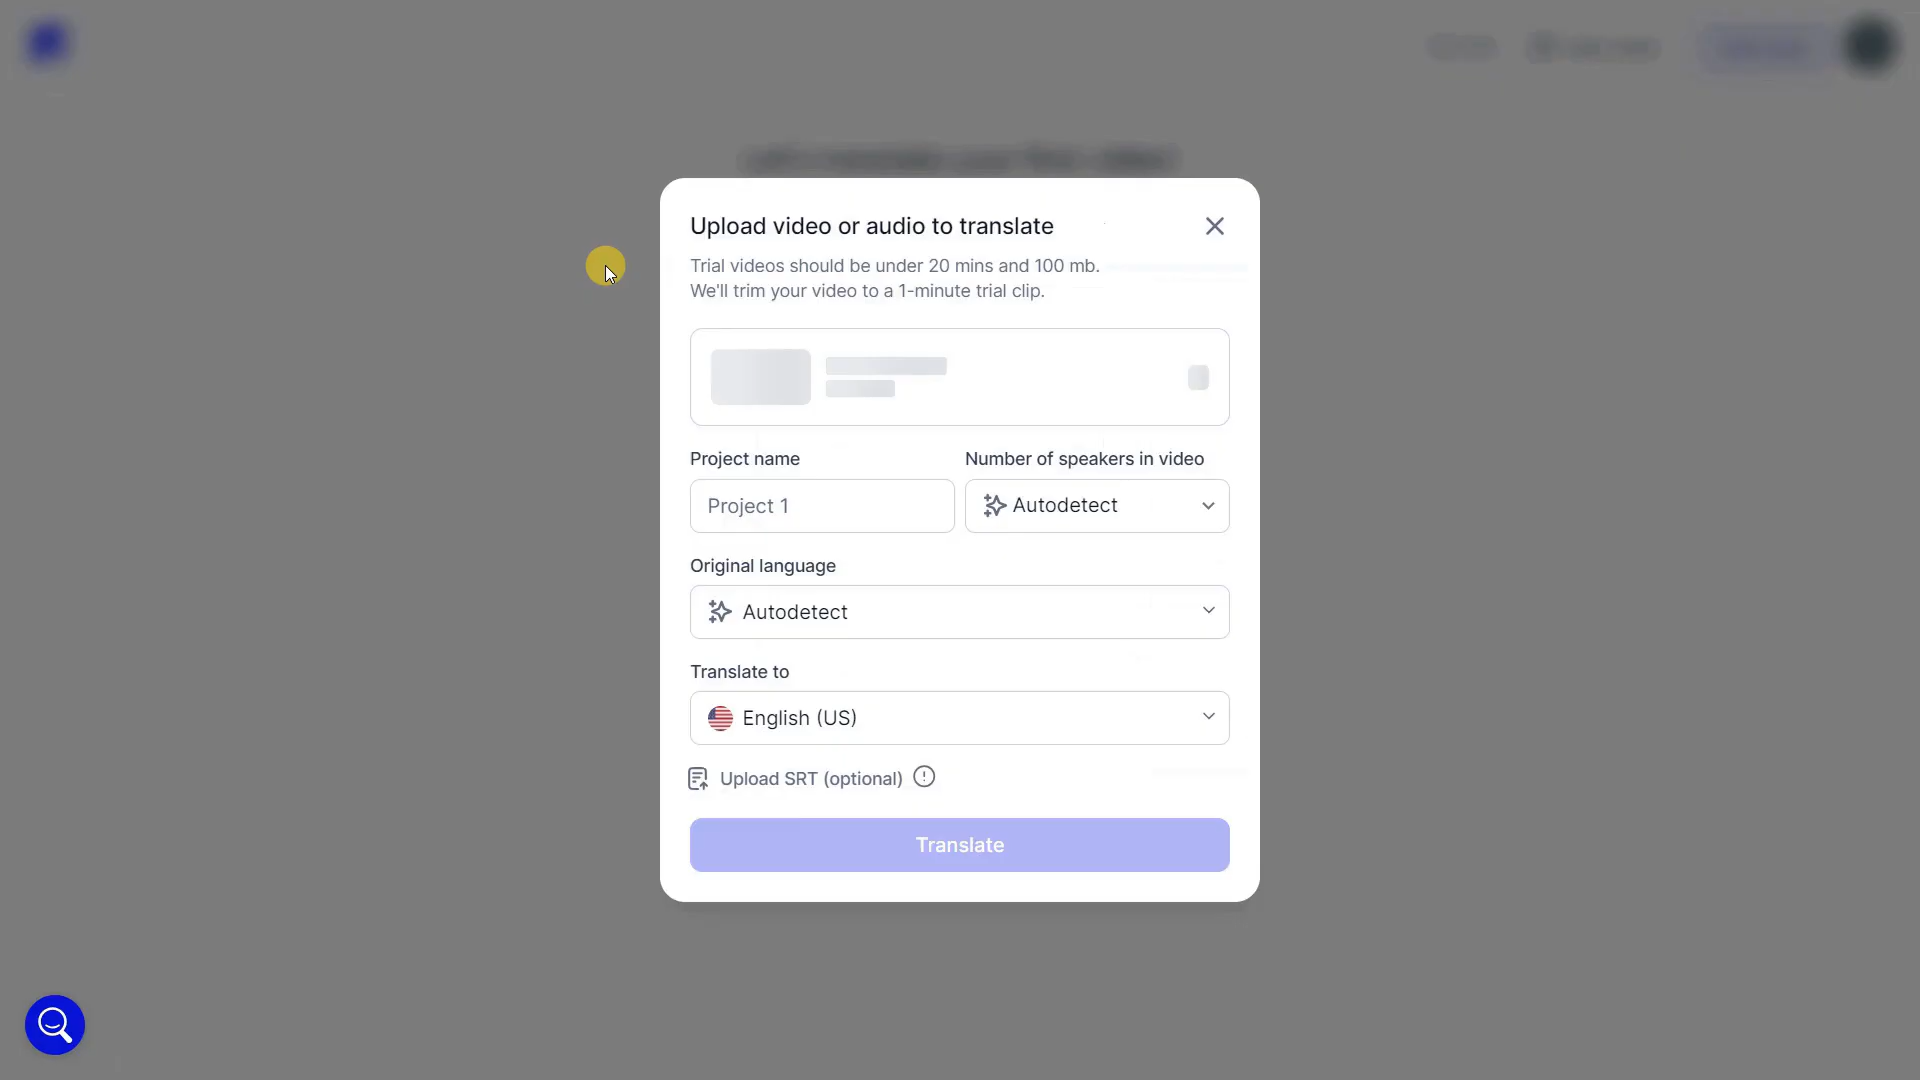 Upload video or audio to translate
Trial videos should be under 20 mins and 100 mb.
We'll trim your video to a 1-minute trial clip.
Project name
Number of speakers in video
Project 1
Autodetect
Original language
Autodetect
Translate to
English (US)
Upload SRT (optional)
Translate